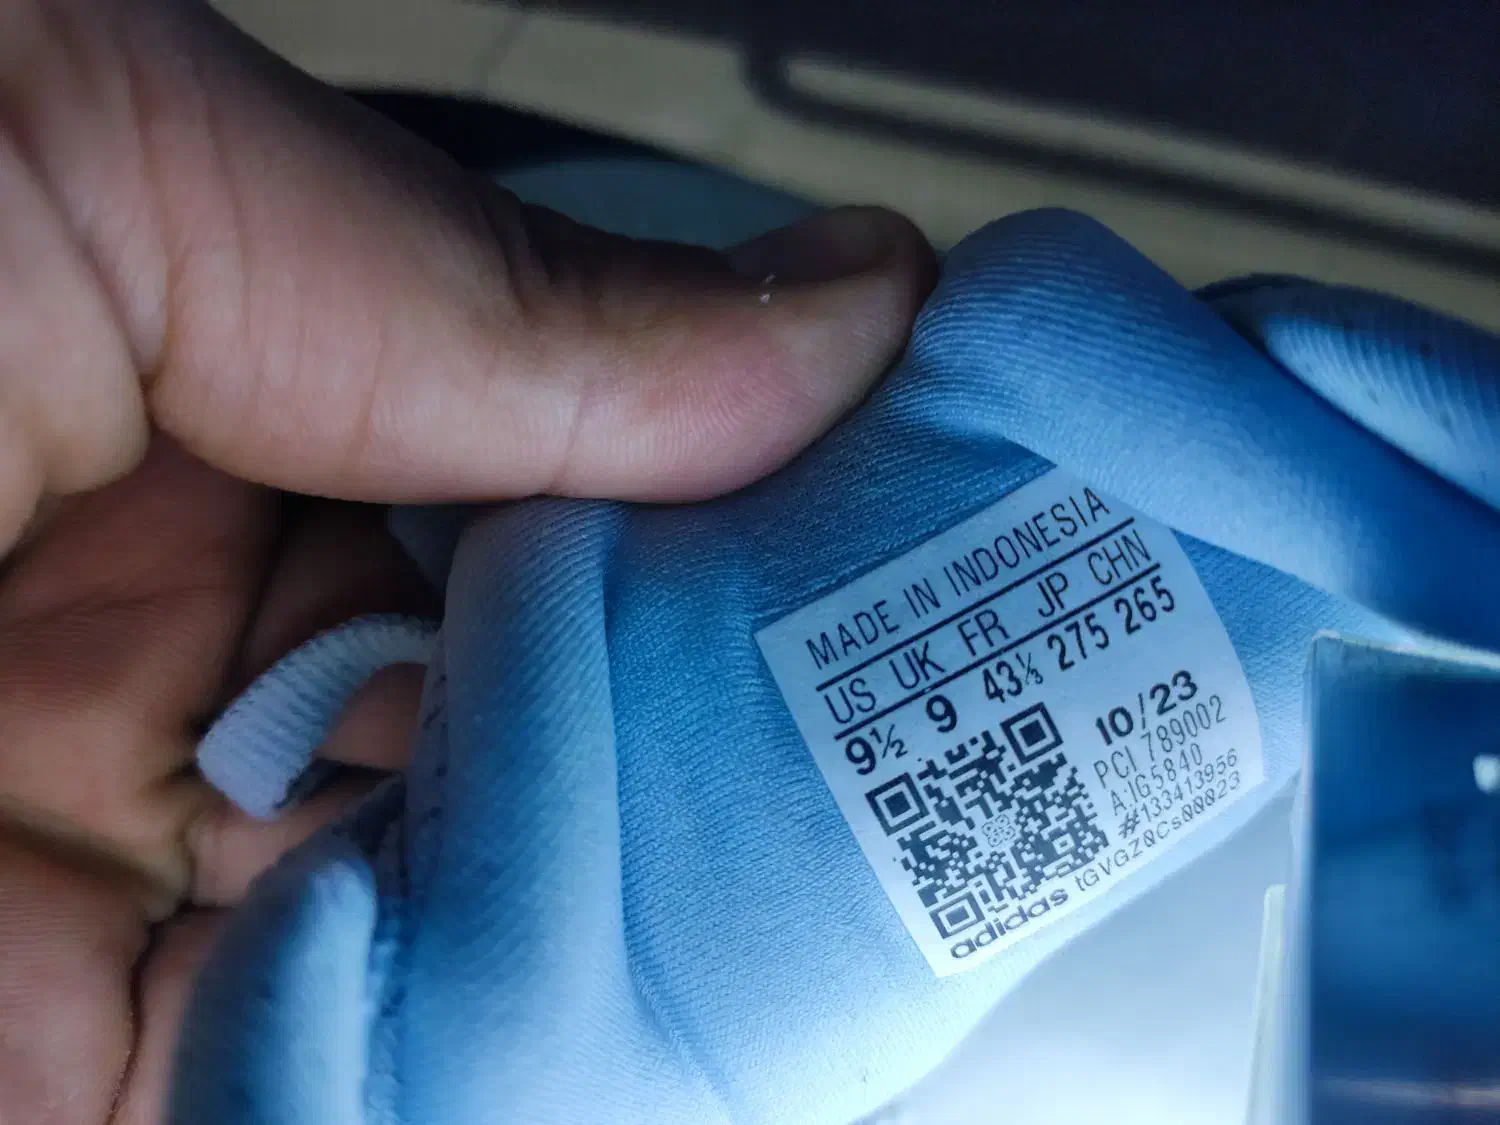 MADE IN INDONESIA
US UK FR JP CHN
9½ 9 43⅓ 275 265
10/23
PCI 789002
A:IG5840
#133413956
adidas tGVGZ0Cs00023